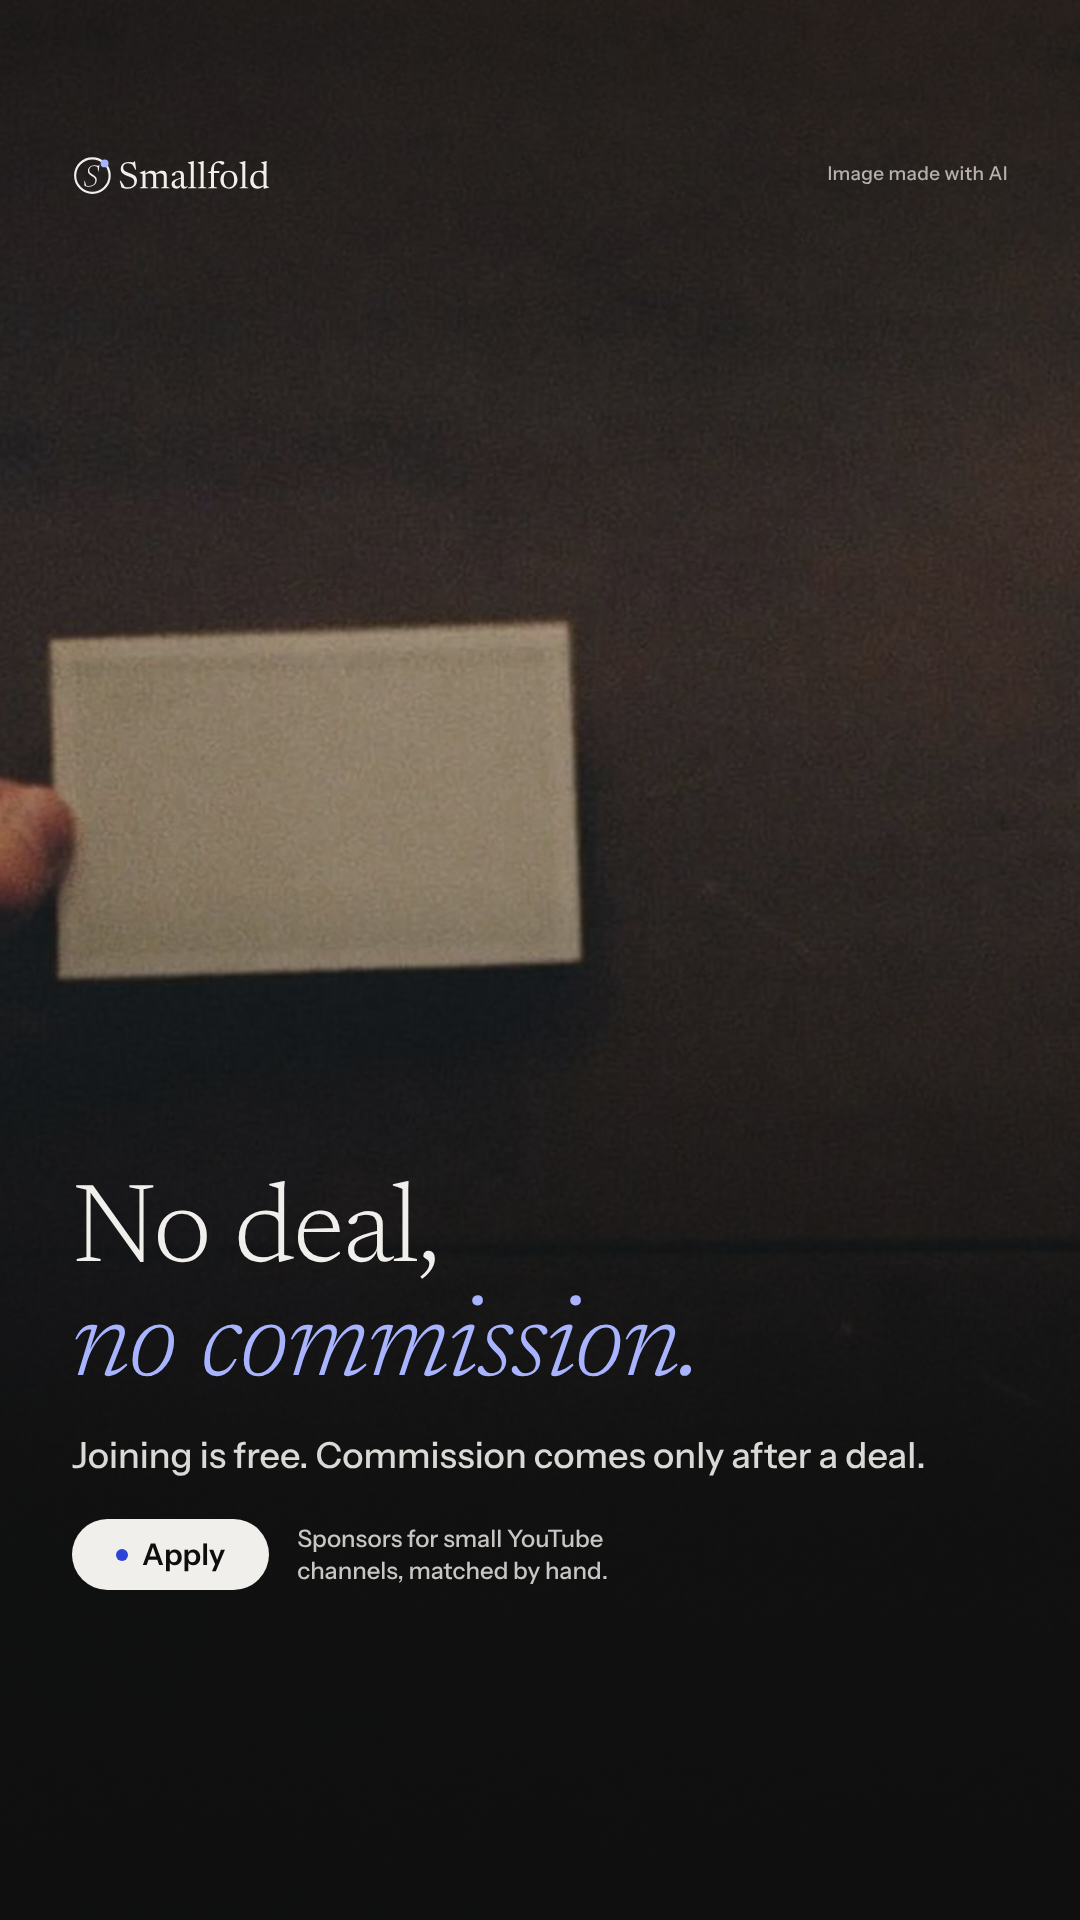 Smallfold
Image made with AI
No deal,
no commission.
Joining is free. Commission comes only after a deal.
Apply
Sponsors for small YouTube
channels, matched by hand.